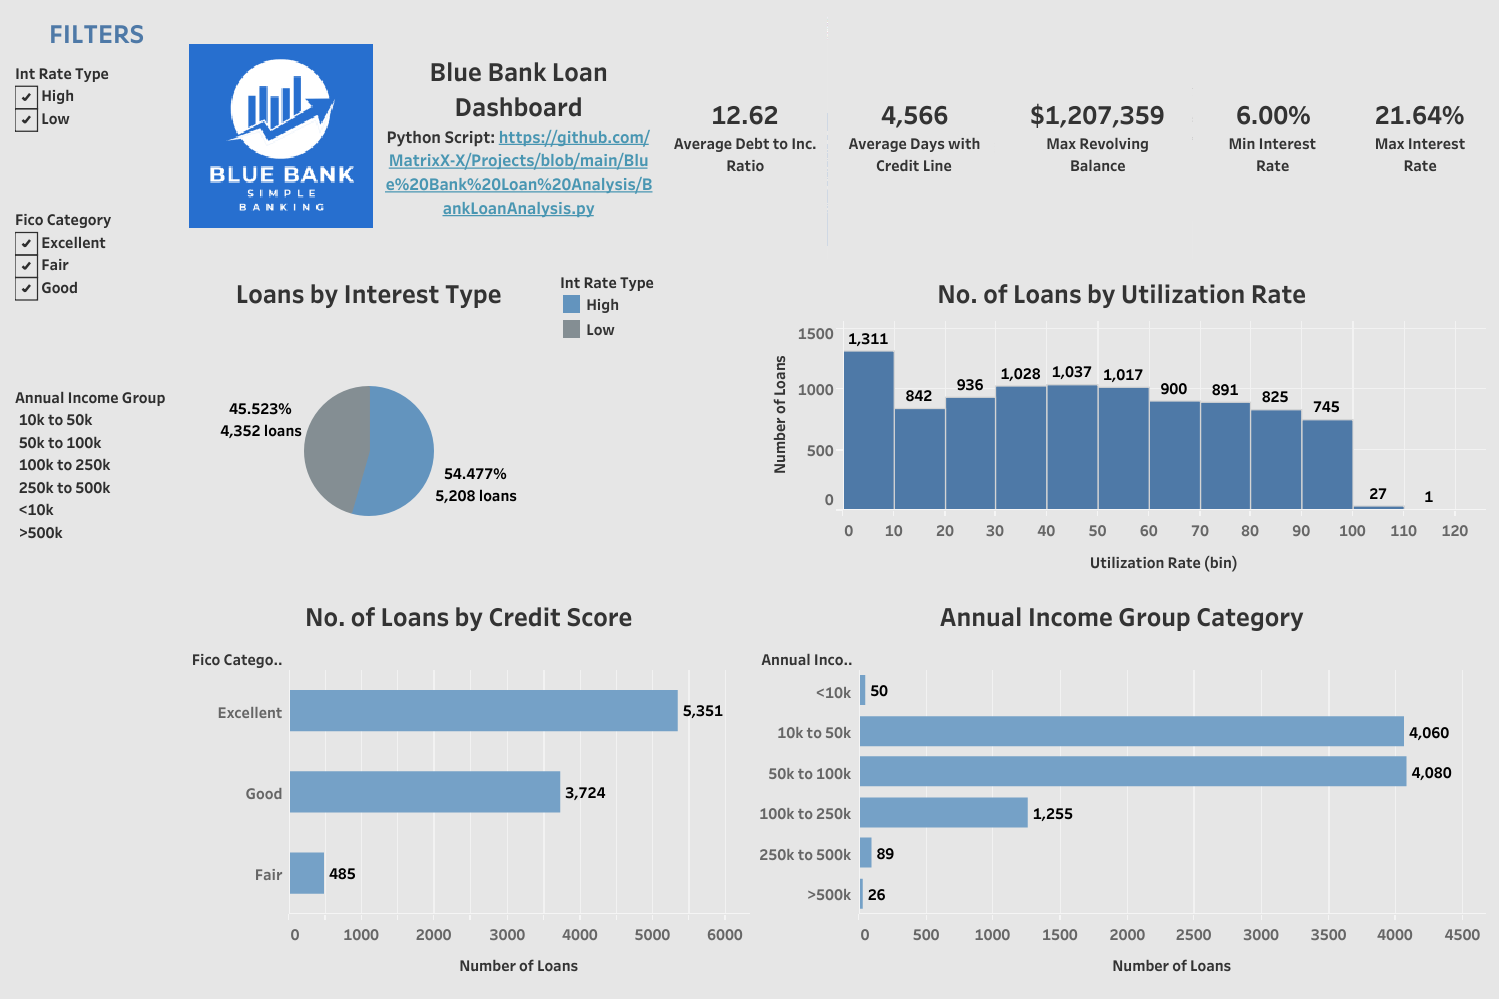 FILTERS
Int Rate Type
High
Low
Fico Category
Excellent
Fair
Good
Annual Income Group
10k to 50k
50k to 100k
100k to 250k
250k to 500k
<10k
>500k
BLUE BANK
SIMPLE
BANKING
Blue Bank Loan
Dashboard
Python Script: https://github.com/
MatrixX-X/Projects/blob/main/Blu
e%20Bank%20Loan%20Analysis/B
ankLoanAnalysis.py
12.62
Average Debt to Inc.
Ratio
4,566
Average Days with
Credit Line
$1,207,359
Max Revolving
Balance
6.00%
Min Interest
Rate
21.64%
Max Interest
Rate
Loans by Interest Type
Int Rate Type
High
Low
45.523%
4,352 loans
54.477%
5,208 loans
No. of Loans by Utilization Rate
Number of Loans
1500
1000
500
0
1,311
842
936
1,028
1,037
1,017
900
891
825
745
27
1
0 10 20 30 40 50 60 70 80 90 100 110 120
Utilization Rate (bin)
No. of Loans by Credit Score
Fico Catego..
Excellent 5,351
Good 3,724
Fair 485
0 1000 2000 3000 4000 5000 6000
Number of Loans
Annual Income Group Category
Annual Inco..
<10k 50
10k to 50k 4,060
50k to 100k 4,080
100k to 250k 1,255
250k to 500k 89
>500k 26
0 500 1000 1500 2000 2500 3000 3500 4000 4500
Number of Loans